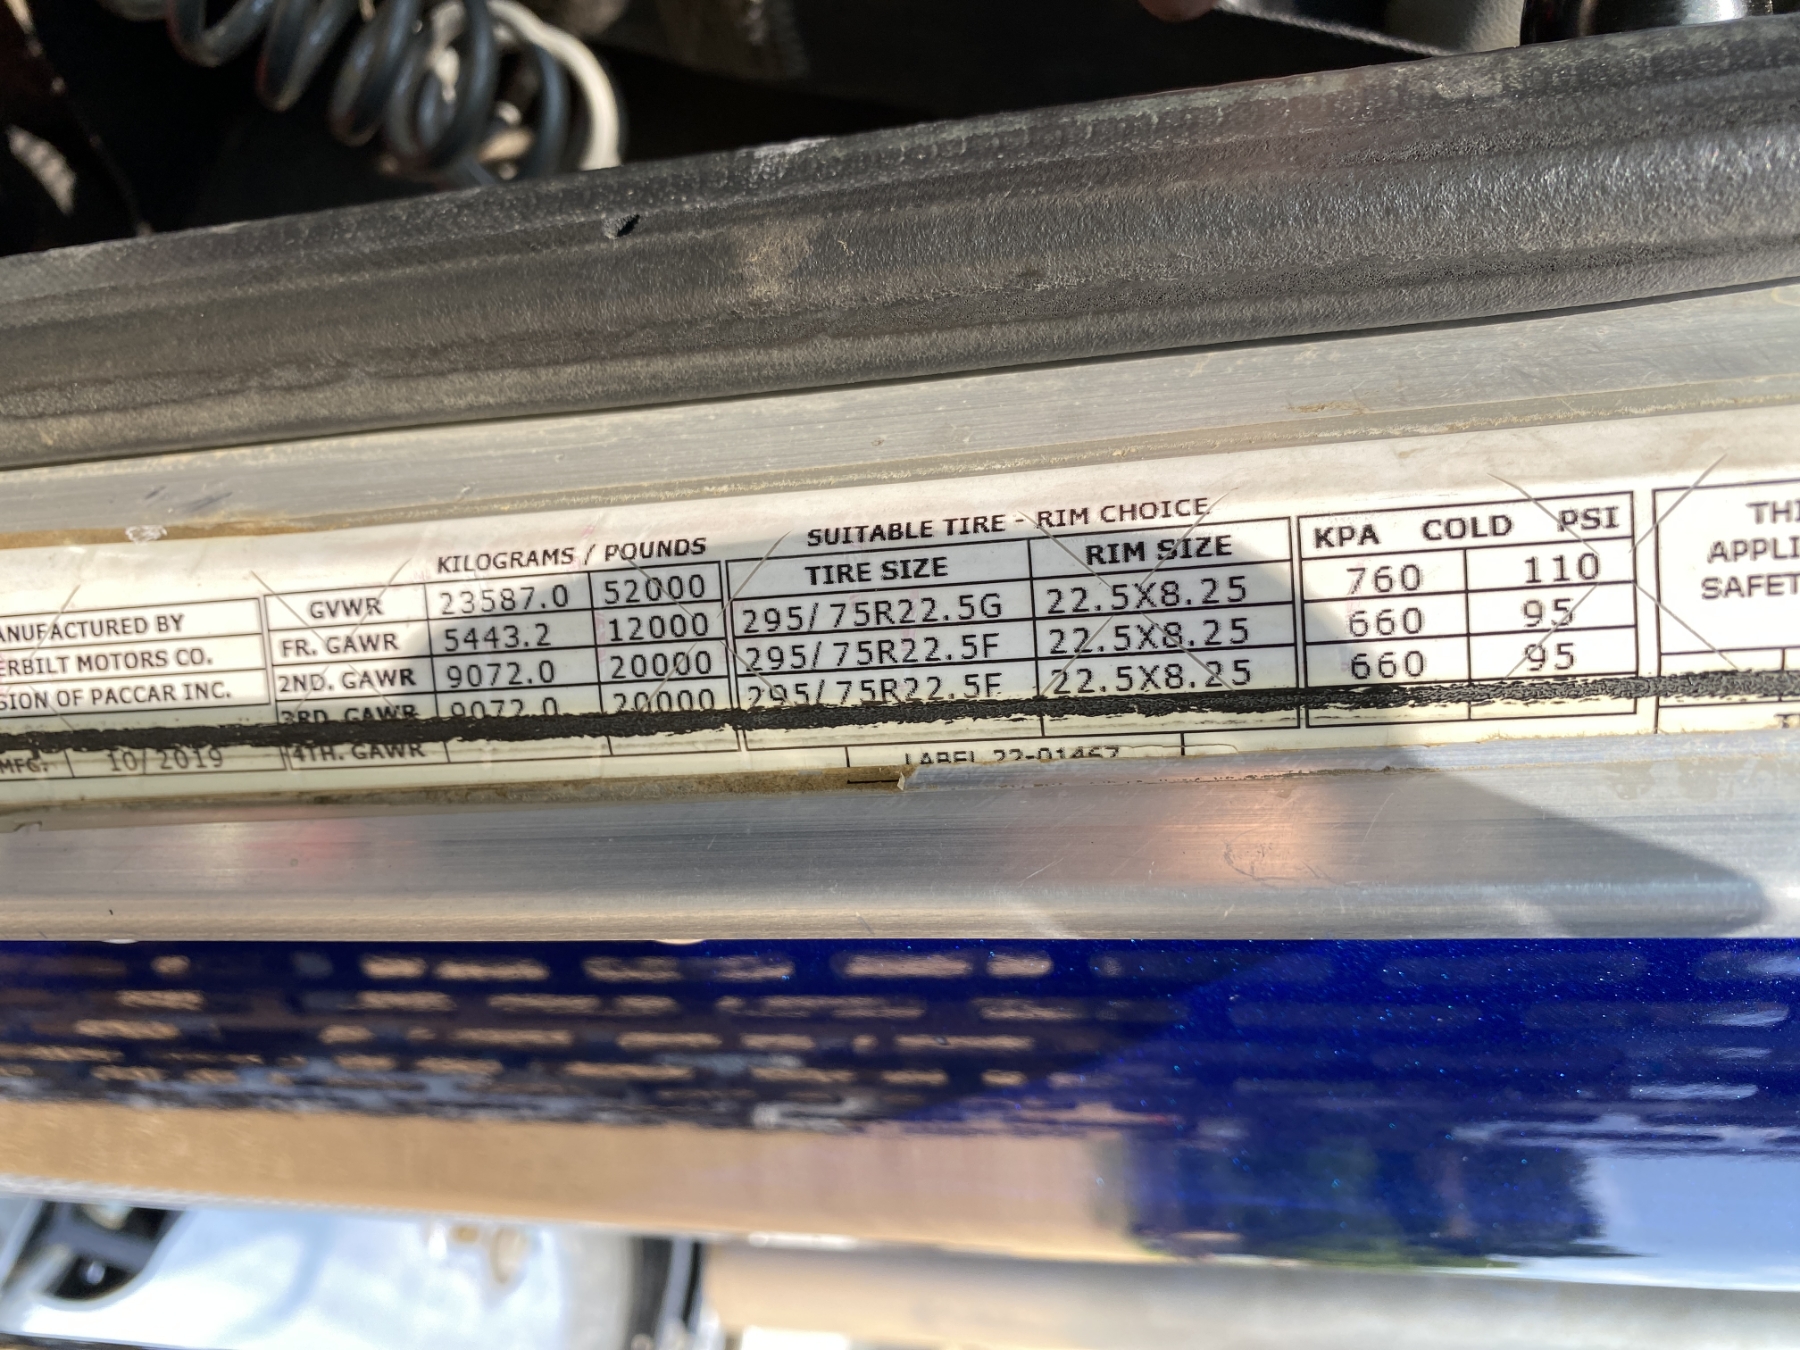 KILOGRAMS / POUNDS
SUITABLE TIRE - RIM CHOICE
ANUFACTURED BY
ERBILT MOTORS CO.
SION OF PACCAR INC.
MFG. 10/2019
GVWR 23587.0 52000
FR. GAWR 5443.2 12000
2ND. GAWR 9072.0 20000
3RD. GAWR 9072.0 20000
4TH. GAWR
TIRE SIZE RIM SIZE
295/75R22.5G 22.5X8.25
295/75R22.5F 22.5X8.25
295/75R22.5F 22.5X8.25
KPA COLD PSI
760 110
660 95
660 95
LABEL 22-01467
THI
APPLI
SAFET